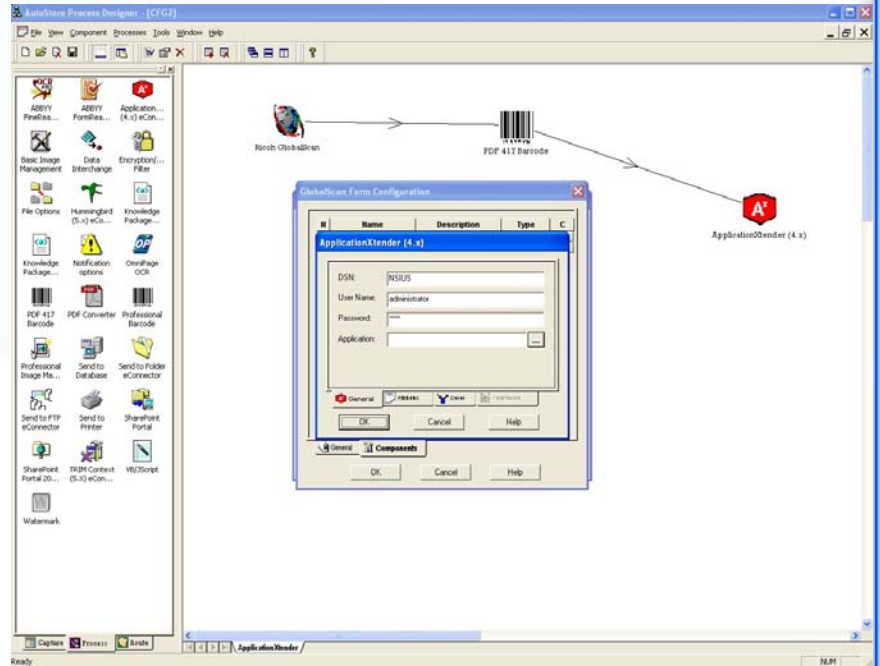 AutoStore Process Designer - [CFG2]
File View Component Processes Tools Window Help
ABBYY FineRea...
ABBYY FormRea...
Application... (4.x) eCon...
Basic Image Management
Data Interchange
Encryption/... Filter
File Options
Hummingbird (5.x) eCo...
Knowledge Package...
Knowledge Package...
Notification options
OmniPage OCR
PDF 417 Barcode
PDF Converter
Professional Barcode
Professional Image Ma...
Send to Database
Send to Folder eConnector
Send to FTP eConnector
Send to Printer
SharePoint Portal
SharePoint Portal 20...
TRIM Context (5.X) eCon...
VB/JScript
Watermark
Capture Process Route
Ricoh GlobalScan
PDF 417 Barcode
ApplicationXtender (4.x)
GlobalScan Form Configuration
N Name Description Type C
ApplicationXtender (4.x)
DSN: NSIUS
User Name: administrator
Password: ****
Application: ...
General Attributes
OK Cancel Help
General Components
OK Cancel Help
ApplicationXtender
Ready NUM